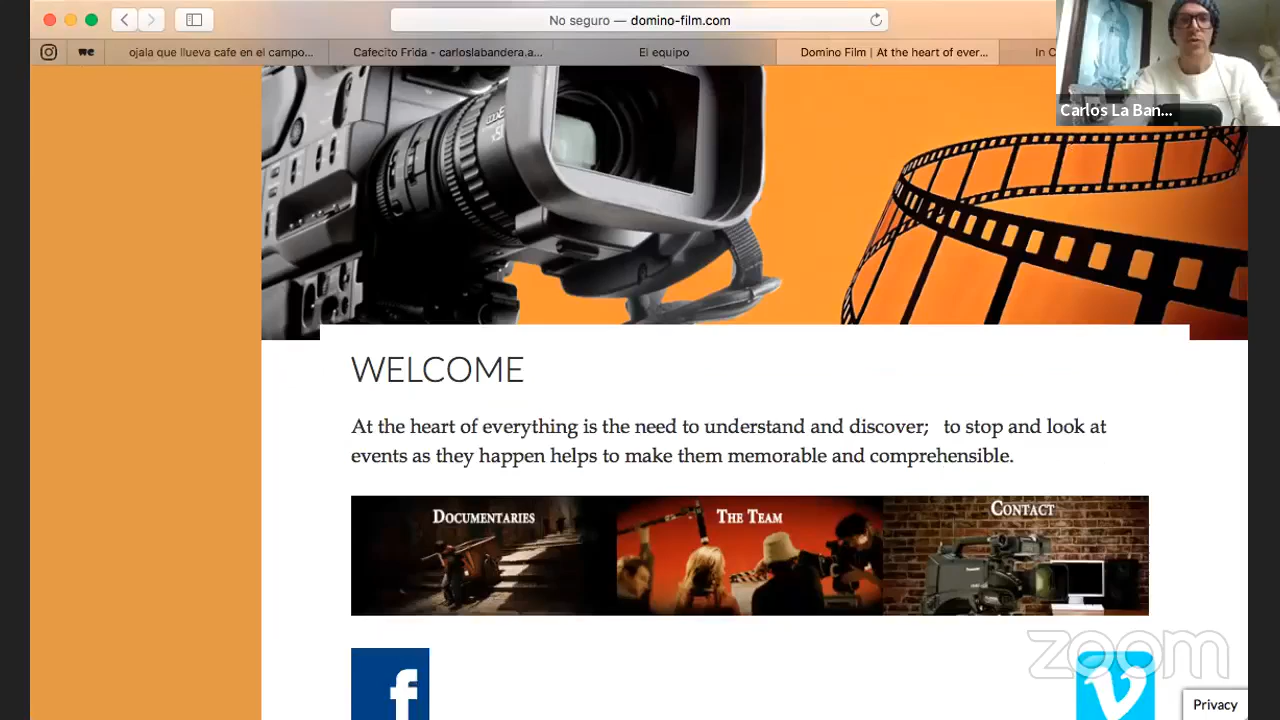 No seguro — domino-film.com
ojala que llueva cafe en el campo...
Cafecito Frida - carloslabandera.a...
El equipo
Domino Film | At the heart of ever...
In C
Carlos La Ban...
WELCOME
At the heart of everything is the need to understand and discover; to stop and look at
events as they happen helps to make them memorable and comprehensible.
DOCUMENTARIES
THE TEAM
CONTACT
zoom
Privacy